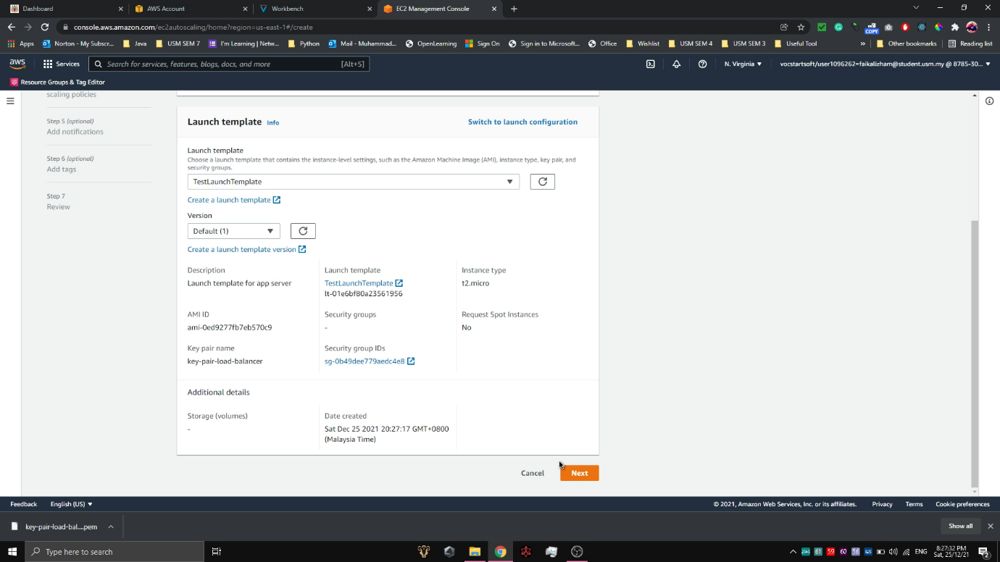 Dashboard
AWS Account
Workbench
EC2 Management Console
console.aws.amazon.com/ec2autoscaling/home?region=us-east-1#/create
COPY
Apps
Norton - My Subscr...
Java
USM SEM 7
I'm Learning | Netw...
Python
Mail - Muhammad...
OpenLearning
Sign On
Sign in to Microsoft...
Office
Wishlist
USM SEM 4
USM SEM 3
Useful Tool
»
Other bookmarks
Reading list
aws
Services
Search for services, features, blogs, docs, and more
[Alt+S]
N. Virginia
vocstartsoft/user1096262=faikalizham@student.usm.my @ 8785-30...
Resource Groups & Tag Editor
scaling policies
Step 5 (optional)
Add notifications
Step 6 (optional)
Add tags
Step 7
Review
Launch template Info
Switch to launch configuration
Launch template
Choose a launch template that contains the instance-level settings, such as the Amazon Machine Image (AMI), instance type, key pair, and
security groups.
TestLaunchTemplate
Create a launch template
Version
Default (1)
Create a launch template version
Description
Launch template for app server
Launch template
TestLaunchTemplate
lt-01e6bf80a23561956
Instance type
t2.micro
AMI ID
ami-0ed9277fb7eb570c9
Security groups
-
Request Spot Instances
No
Key pair name
key-pair-load-balancer
Security group IDs
sg-0b49dee779aedc4e8
Additional details
Storage (volumes)
-
Date created
Sat Dec 25 2021 20:27:17 GMT+0800
(Malaysia Time)
Cancel
Next
Feedback
English (US)
© 2021, Amazon Web Services, Inc. or its affiliates.
Privacy
Terms
Cookie preferences
key-pair-load-bal....pem
Show all
Type here to search
61
59
60
56
ENG
8:27:32 PM
Sat, 25/12/21
2